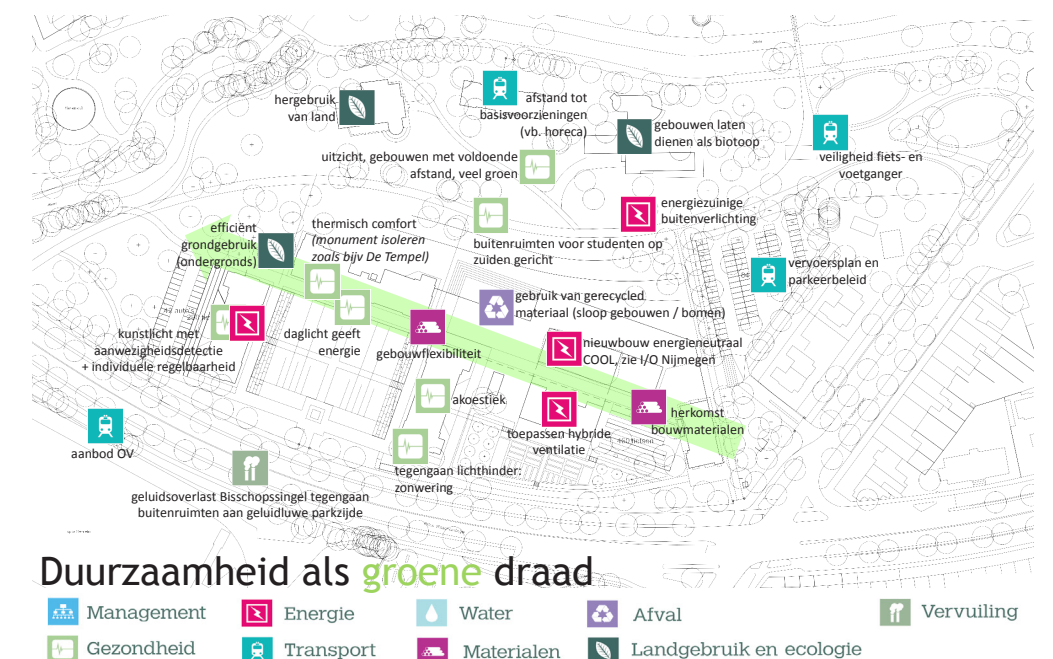 hergebruik
van land
afstand tot
basisvoorzieningen
(vb. horeca)
gebouwen laten
dienen als biotoop
veiligheid fiets- en
voetganger
uitzicht, gebouwen met voldoende
afstand, veel groen
energiezuinige
buitenverlichting
efficiënt
grondgebruik
(ondergronds)
thermisch comfort
(monument isoleren
zoals bijv De Tempel)
buitenruimten voor studenten op
zuiden gericht
vervoersplan en
parkeerbeleid
gebruik van gerecycled
materiaal (sloop gebouwen / bomen)
kunstlicht met
aanwezigheidsdetectie
+ individuele regelbaarheid
daglicht geeft
energie
gebouwflexibiliteit
nieuwbouw energieneutraal
COOL, zie I/O Nijmegen
akoestiek
herkomst
bouwmaterialen
toepassen hybride
ventilatie
aanbod OV
tegengaan lichthinder:
zonwering
geluidsoverlast Bisschopssingel tegengaan
buitenruimten aan geluidluwe parkzijde
Duurzaamheid als groene draad
Management
Energie
Water
Afval
Vervuiling
Gezondheid
Transport
Materialen
Landgebruik en ecologie